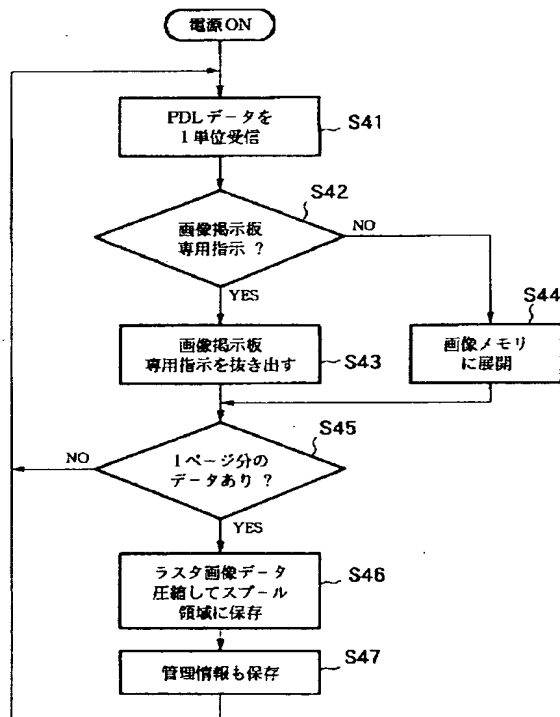 電源ON
PDLデータを
1単位受信
S41
S42
画像掲示板
専用指示 ?
NO
YES
S44
画像掲示板
専用指示を抜き出す
S43
画像メモリ
に展開
S45
NO
1ページ分の
データあり ?
YES
ラスタ画像データ
圧縮してスプール
領域に保存
S46
管理情報も保存
S47